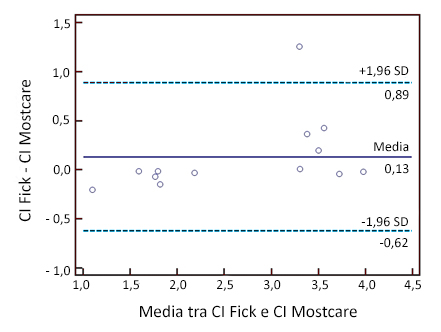 1,5
1,0
0,5
0,0
- 0,5
- 1,0
CI Fick - CI Mostcare
+1,96 SD
0,89
Media
0,13
-1,96 SD
-0,62
1,0 1,5 2,0 2,5 3,0 3,5 4,0 4,5
Media tra CI Fick e CI Mostcare